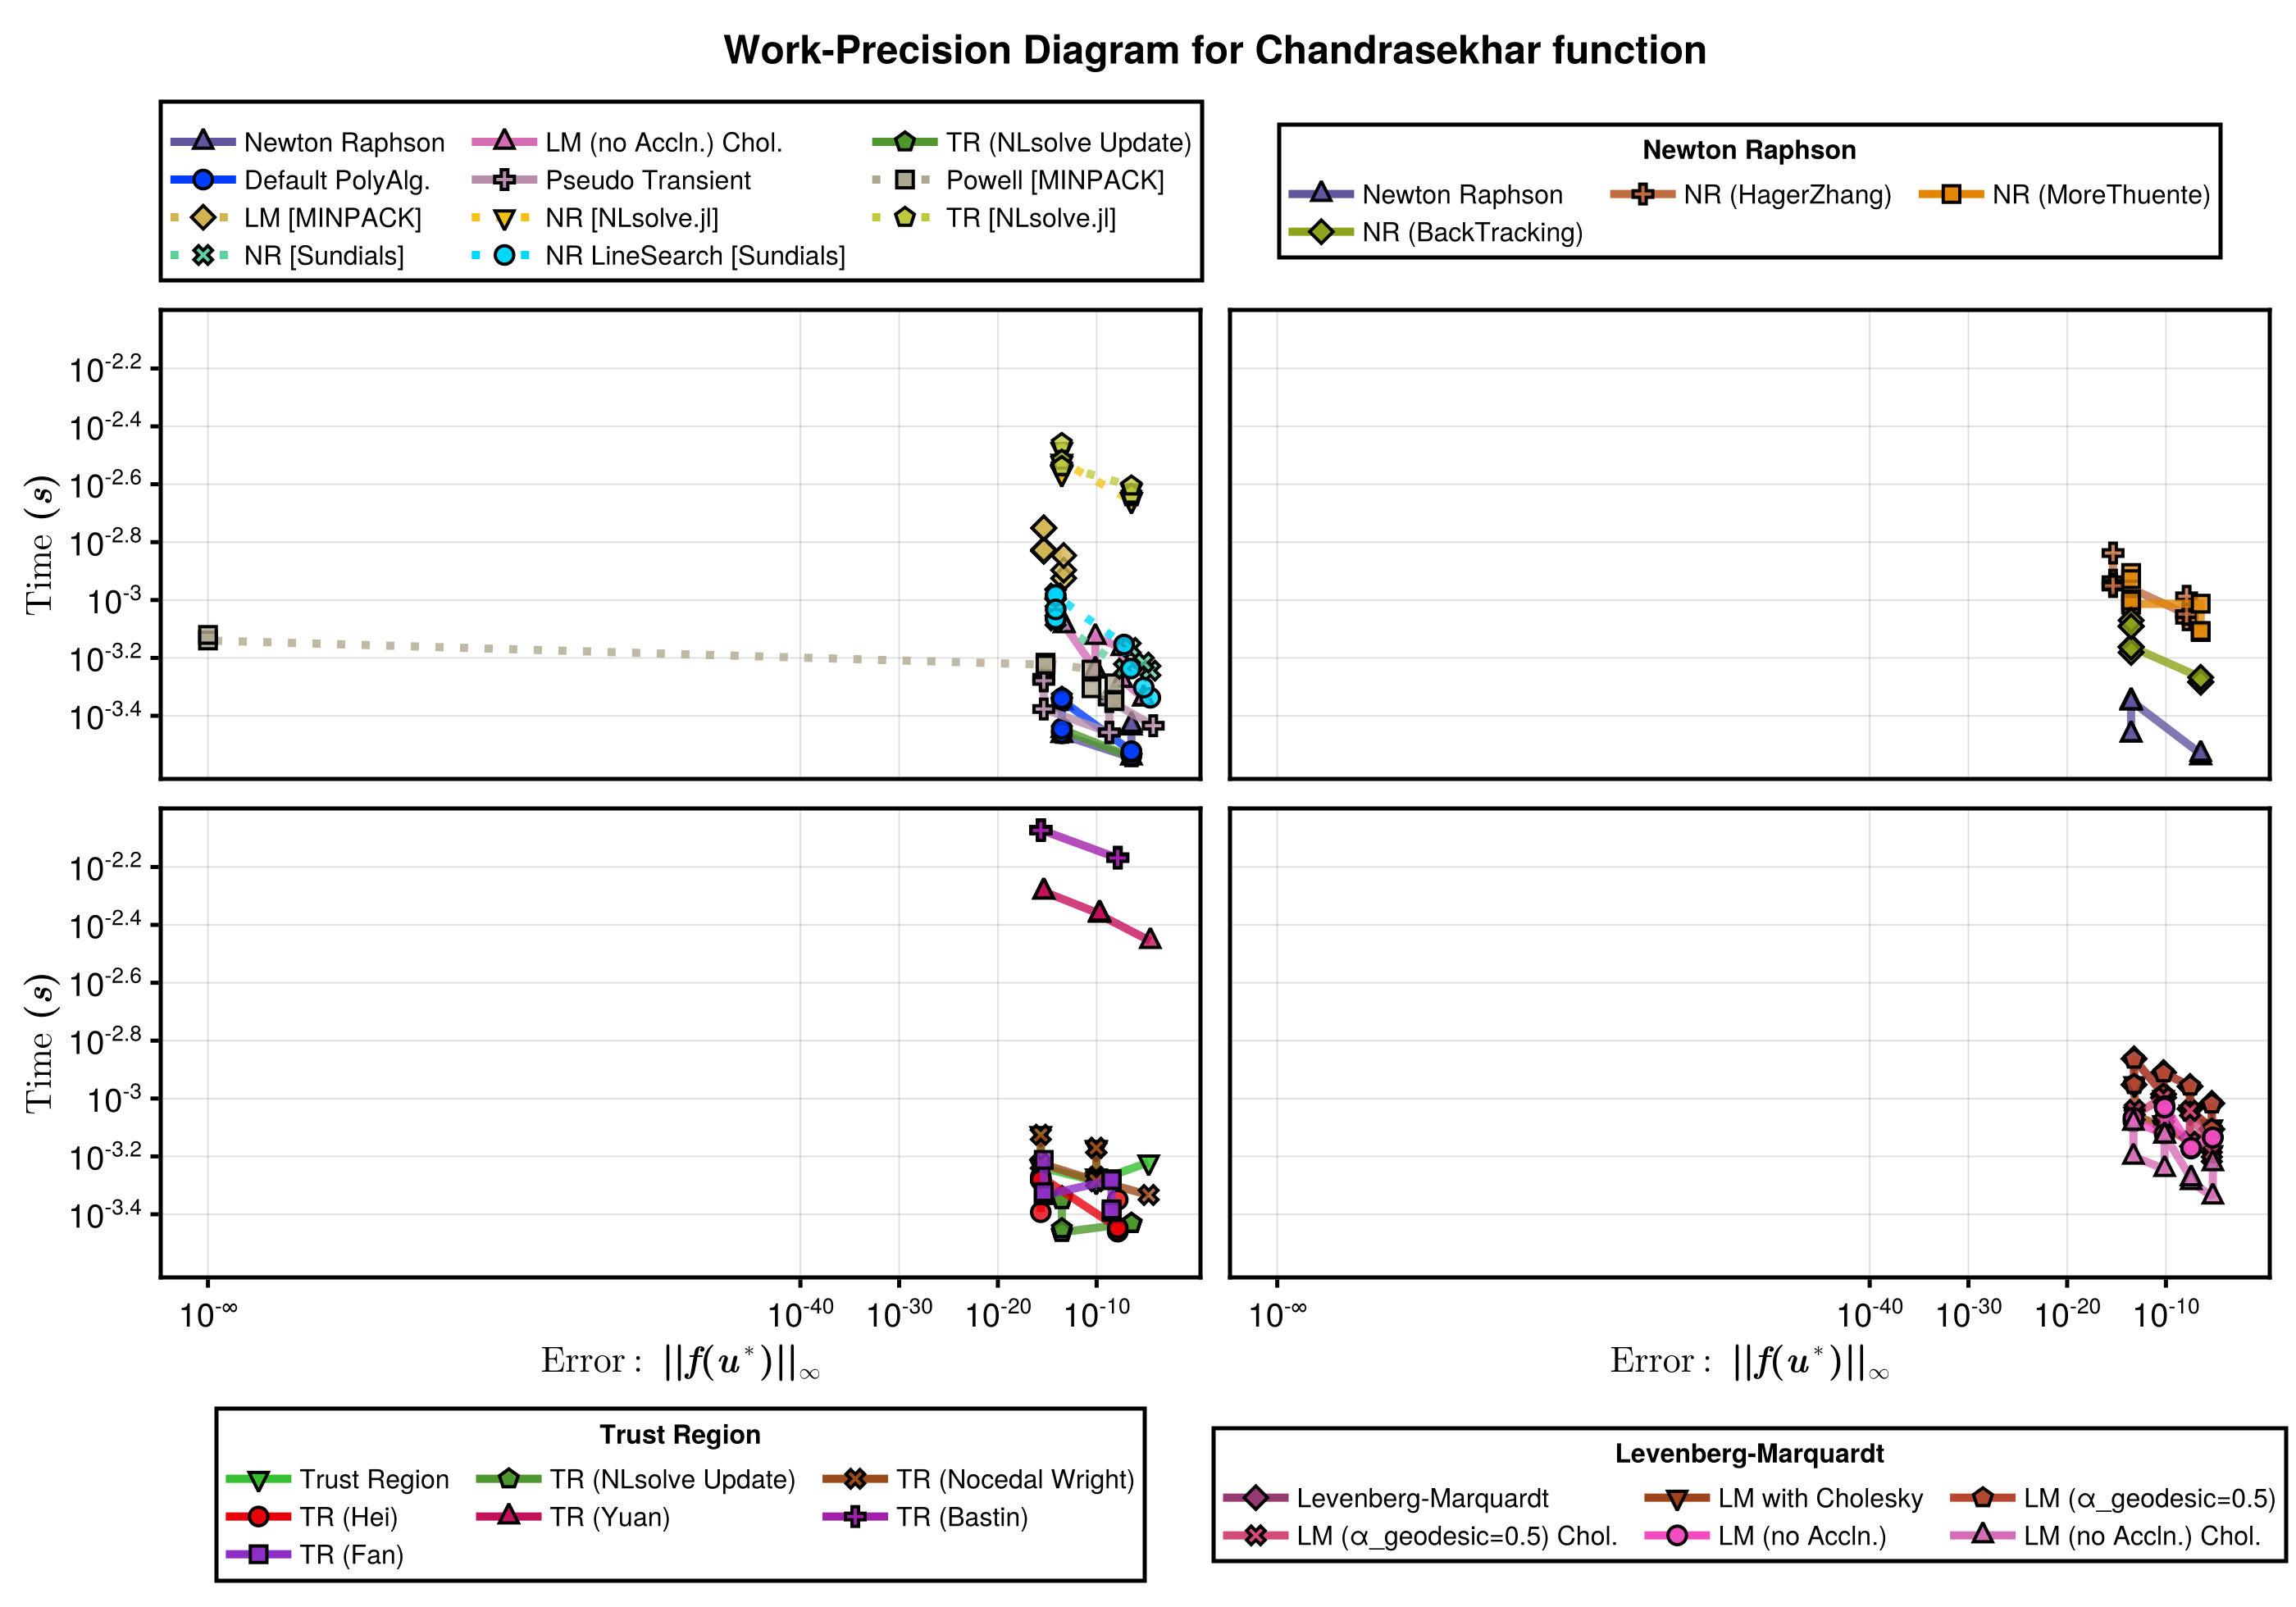 Work-Precision Diagram for Chandrasekhar function
Newton Raphson LM (no Accln.) Chol. TR (NLsolve Update)
Default PolyAlg. Pseudo Transient Powell [MINPACK]
LM [MINPACK] NR [NLsolve.jl] TR [NLsolve.jl]
NR [Sundials] NR LineSearch [Sundials]
Newton Raphson
Newton Raphson NR (HagerZhang) NR (MoreThuente)
NR (BackTracking)
Time (s)
10^-2.2
10^-2.4
10^-2.6
10^-2.8
10^-3
10^-3.2
10^-3.4
Time (s)
10^-2.2
10^-2.4
10^-2.6
10^-2.8
10^-3
10^-3.2
10^-3.4
10^-∞ 10^-40 10^-30 10^-20 10^-10
10^-∞ 10^-40 10^-30 10^-20 10^-10
Error: ||f(u*)||∞
Error: ||f(u*)||∞
Trust Region
Trust Region TR (NLsolve Update) TR (Nocedal Wright)
TR (Hei) TR (Yuan) TR (Bastin)
TR (Fan)
Levenberg-Marquardt
Levenberg-Marquardt LM with Cholesky LM (α_geodesic=0.5)
LM (α_geodesic=0.5) Chol. LM (no Accln.) LM (no Accln.) Chol.